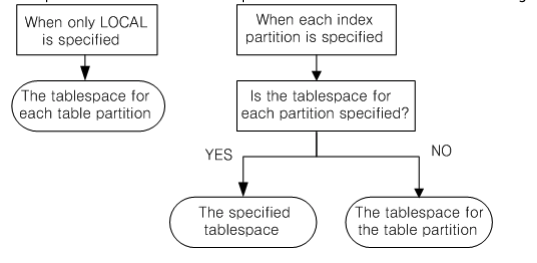 When only LOCAL
is specified
When each index
partition is specified
The tablespace for
each table partition
Is the tablespace for
each partition specified?
YES
NO
The specified
tablespace
The tablespace for
the table partition